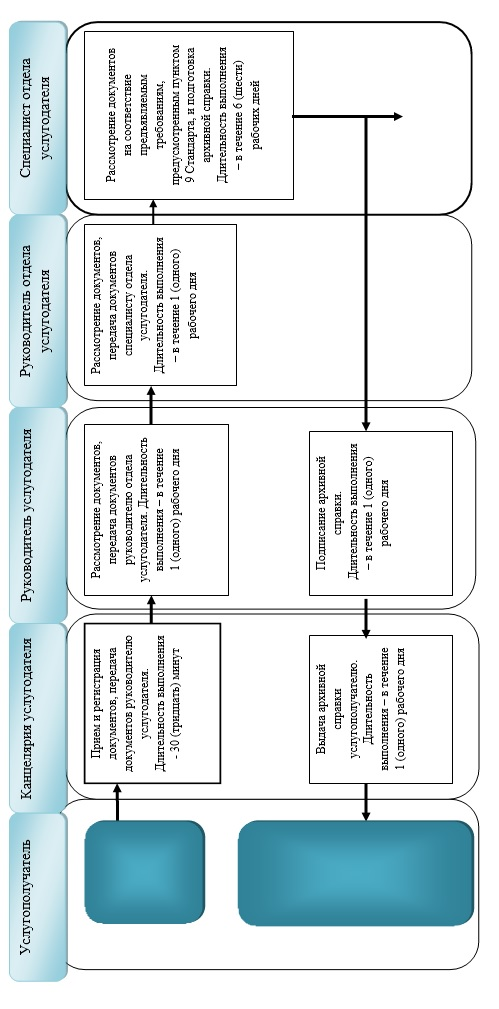 Услугополучатель
Канцелярия услугодателя
Руководитель услугодателя
Руководитель отдела
услугодателя
Специалист отдела
услугодателя
Прием и регистрация
документов, передача
документов руководителю
услугодателя.
Длительность выполнения
- 30 (тридцать) минут
Рассмотрение документов,
передача документов
руководителю отдела
услугодателя. Длительность
выполнения – в течение
1 (одного) рабочего дня
Рассмотрение документов,
передача документов
специалисту отдела
услугодателя.
Длительность выполнения
– в течение 1 (одного)
рабочего дня
Рассмотрение документов
на соответствие
предъявляемым
требованиям,
предусмотренным пунктом
9 Стандарта, и подготовка
архивной справки.
Длительность выполнения
– в течение 6 (шести)
рабочих дней
Выдача архивной
справки
услугополучателю.
Длительность
выполнения – в течение
1 (одного) рабочего дня
Подписание архивной
справки.
Длительность выполнения
– в течение 1 (одного)
рабочего дня